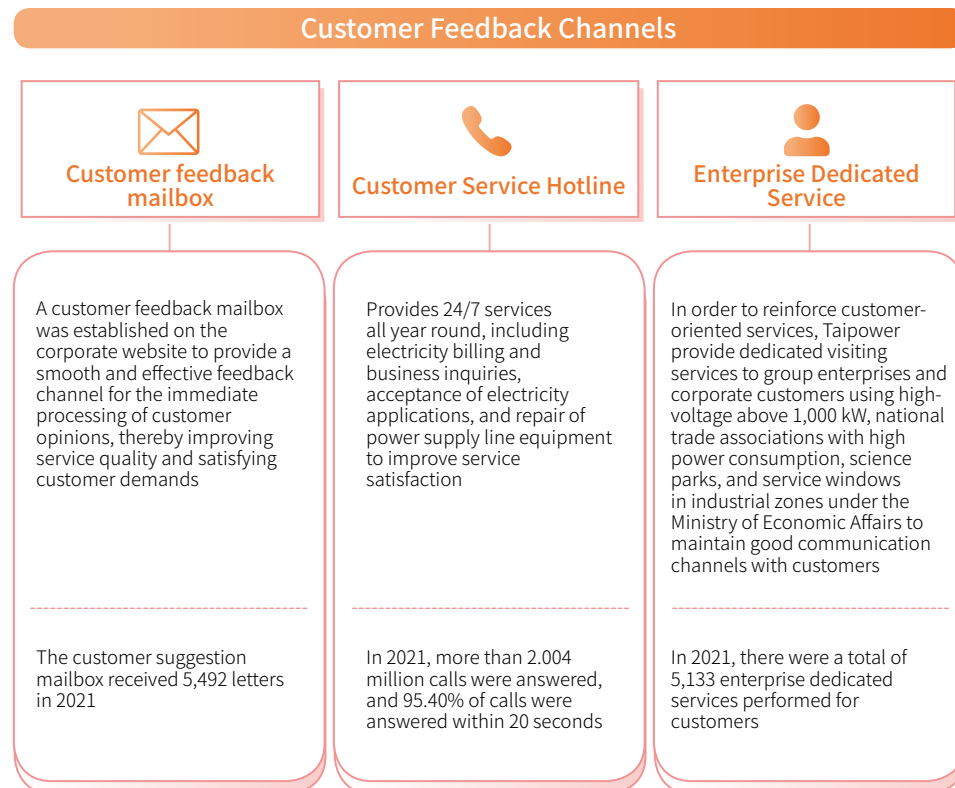 Customer Feedback Channels
Customer feedback
mailbox
A customer feedback mailbox
was established on the
corporate website to provide a
smooth and effective feedback
channel for the immediate
processing of customer
opinions, thereby improving
service quality and satisfying
customer demands
The customer suggestion
mailbox received 5,492 letters
in 2021
Customer Service Hotline
Provides 24/7 services
all year round, including
electricity billing and
business inquiries,
acceptance of electricity
applications, and repair of
power supply line equipment
to improve service
satisfaction
In 2021, more than 2.004
million calls were answered,
and 95.40% of calls were
answered within 20 seconds
Enterprise Dedicated
Service
In order to reinforce customer-
oriented services, Taipower
provide dedicated visiting
services to group enterprises and
corporate customers using high-
voltage above 1,000 kW, national
trade associations with high
power consumption, science
parks, and service windows
in industrial zones under the
Ministry of Economic Affairs to
maintain good communication
channels with customers
In 2021, there were a total of
5,133 enterprise dedicated
services performed for
customers